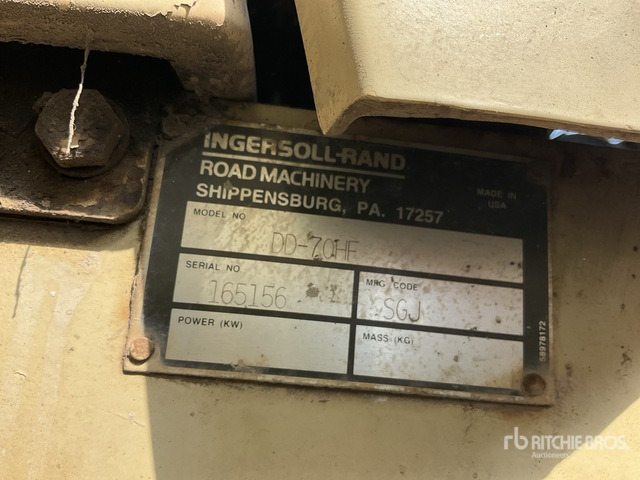 INGERSOLL-RAND
ROAD MACHINERY
SHIPPENSBURG, PA. 17257
MADE IN
USA
MODEL NO
DD-70HF
SERIAL NO
165156
MFG CODE
SGJ
POWER (KW)
MASS (KG)
58978172
rb RITCHIE BROS.
Auctioneers